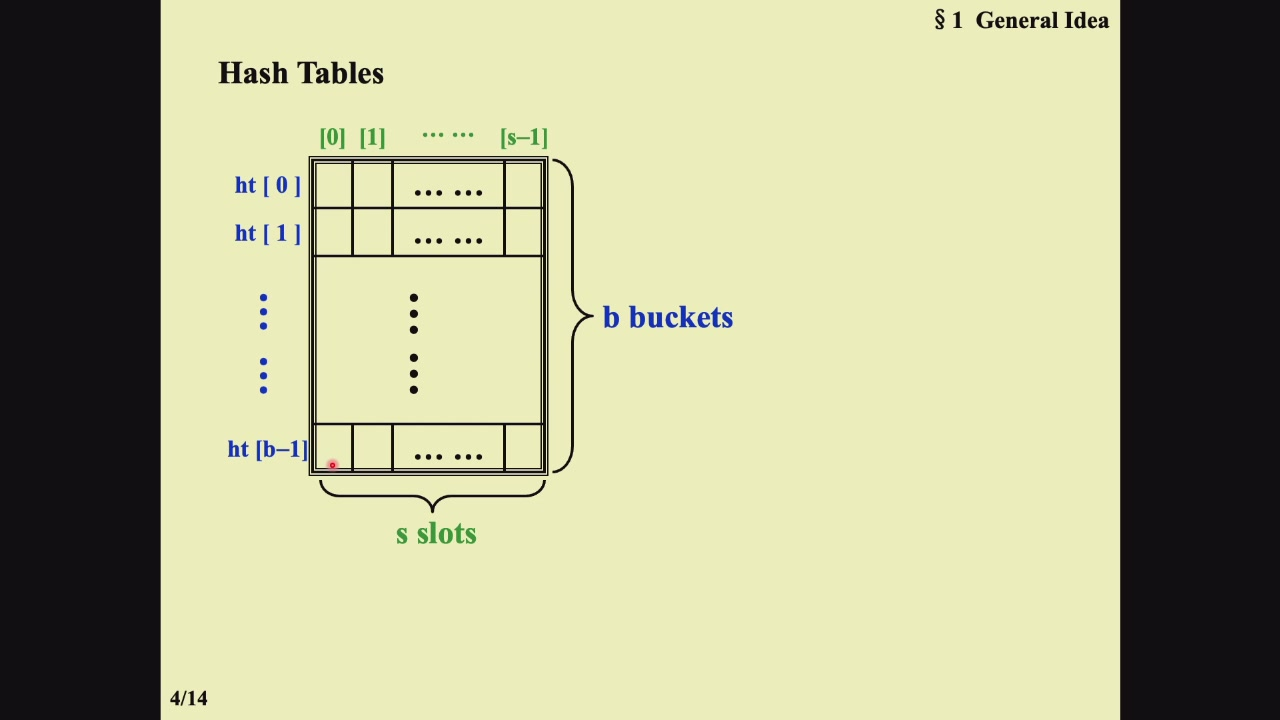 § 1 General Idea
Hash Tables
[0] [1] ... ... [s–1]
ht [ 0 ] ... ...
ht [ 1 ] ... ...
b buckets
ht [b–1] ... ...
s slots
4/14